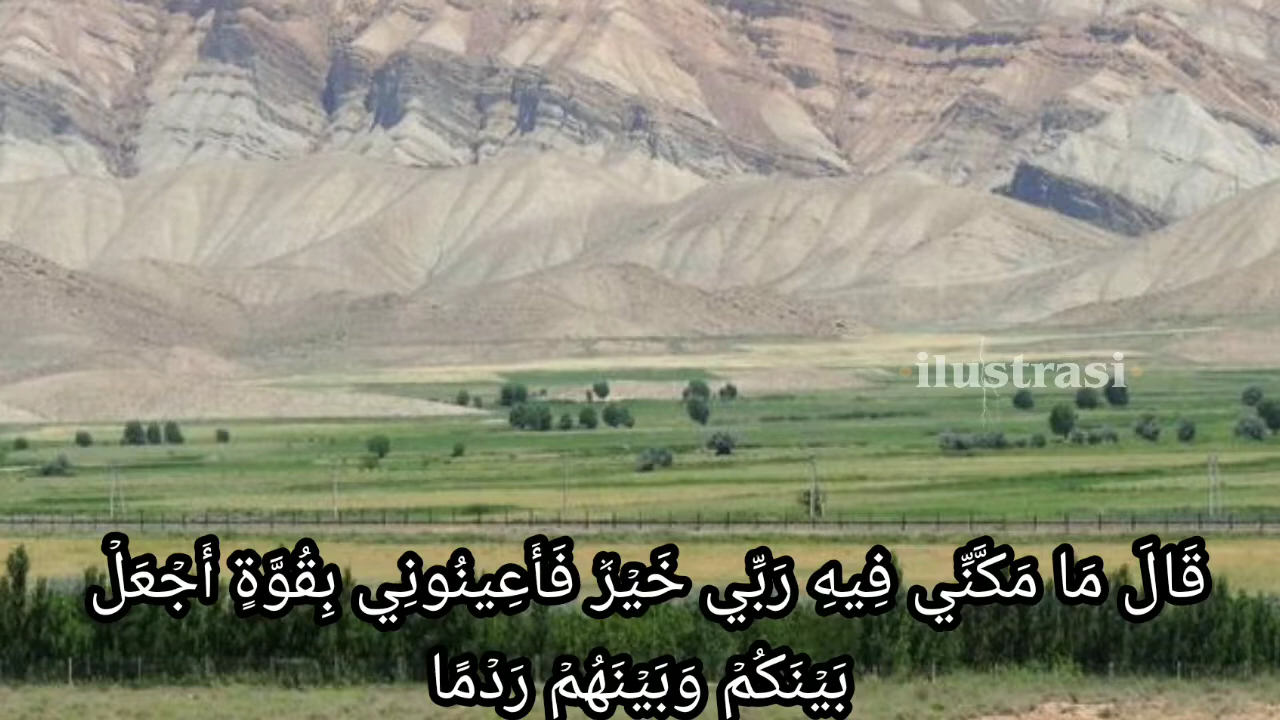 ilustrasi
قَالَ مَا مَكَّنِّي فِيهِ رَبِّي خَيْرٌ فَأَعِينُونِي بِقُوَّةٍ أَجْعَلْ
بَيْنَكُمْ وَبَيْنَهُمْ رَدْمًا